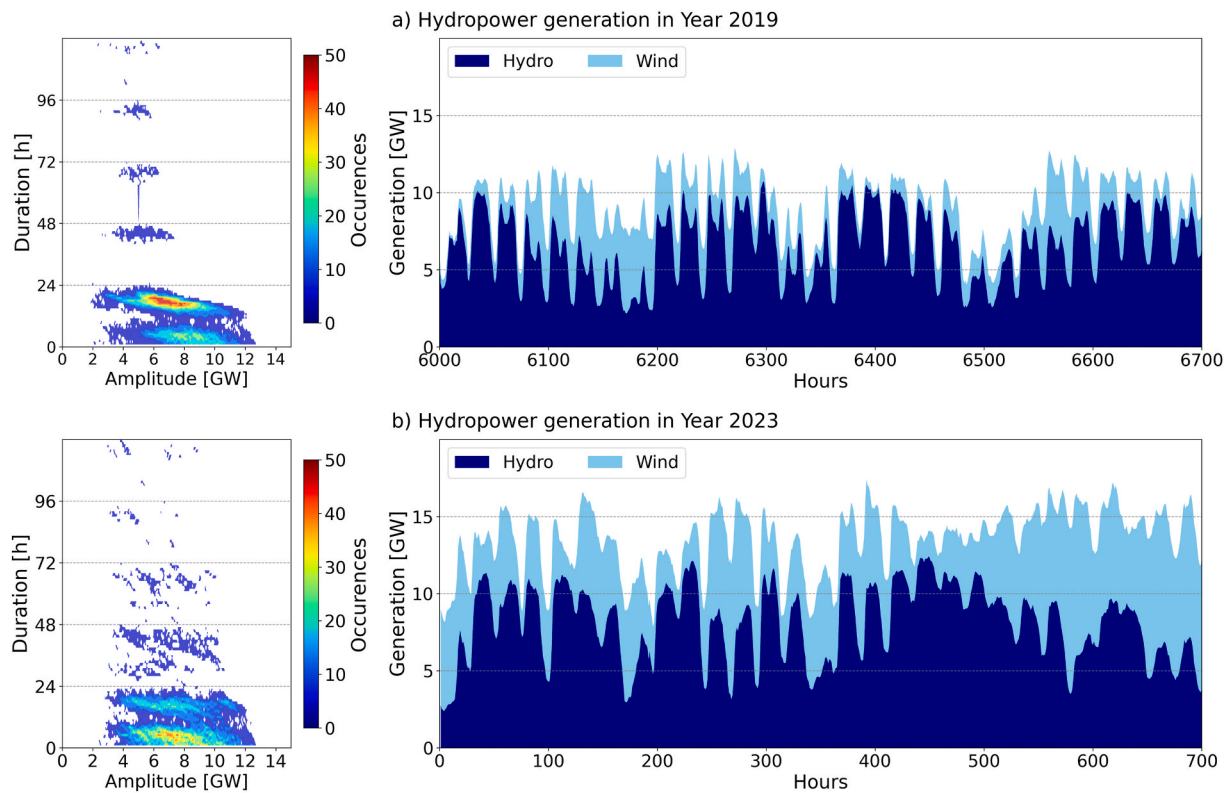 a) Hydropower generation in Year 2019
Duration [h]
96
72
48
24
0
0 2 4 6 8 10 12 14
Amplitude [GW]
50
40
30
20
10
0
Occurences
Generation [GW]
15
10
5
0
Hydro Wind
6000 6100 6200 6300 6400 6500 6600 6700
Hours
b) Hydropower generation in Year 2023
Duration [h]
96
72
48
24
0
0 2 4 6 8 10 12 14
Amplitude [GW]
50
40
30
20
10
0
Occurences
Generation [GW]
15
10
5
0
Hydro Wind
0 100 200 300 400 500 600 700
Hours